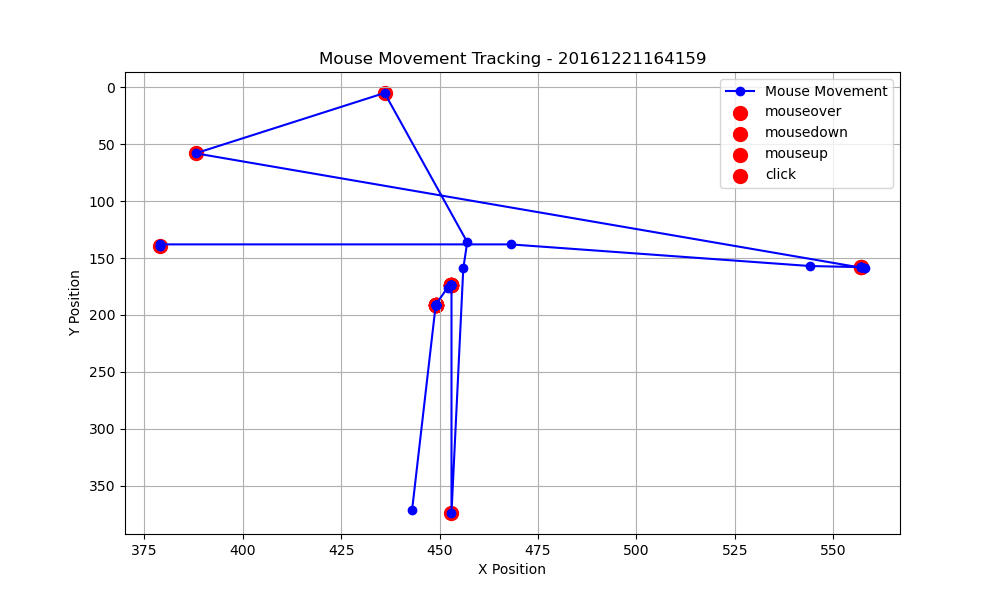 Mouse Movement Tracking - 20161221164159
Mouse Movement
mouseover
mousedown
mouseup
click
0
50
100
150
200
250
300
350
Y Position
375 400 425 450 475 500 525 550
X Position